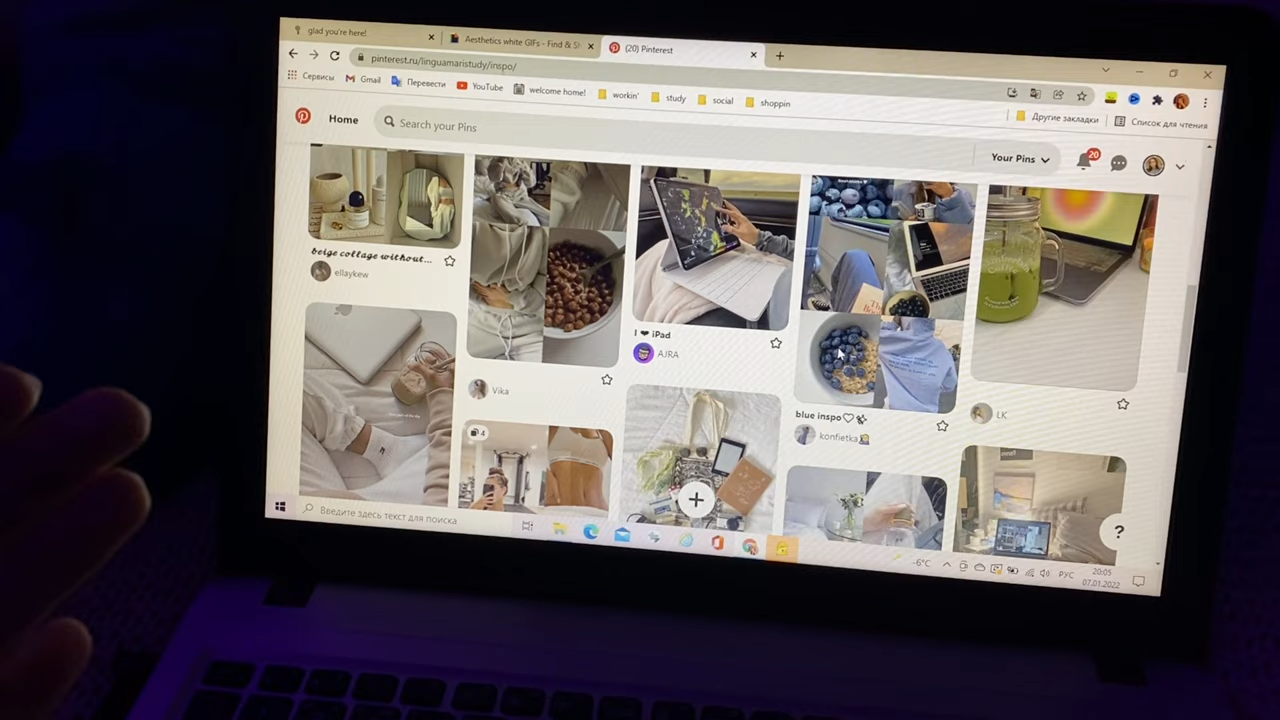 glad you're here!
Aesthetics white GIFs - Find & S
(20) Pinterest
pinterest.ru/linguamaristudy/inspo/
Сервисы Gmail Перевести YouTube welcome home! workin' study social shoppin
Другие закладки Список для чтения
Home Search your Pins Your Pins 20
beige collage without...
ellaykew
I ❤ iPad
AJRA
Vika
blue inspo♡
konfietka
LK
4
+
?
Введите здесь текст для поиска
-6°C РУС 20:05
07.01.2022